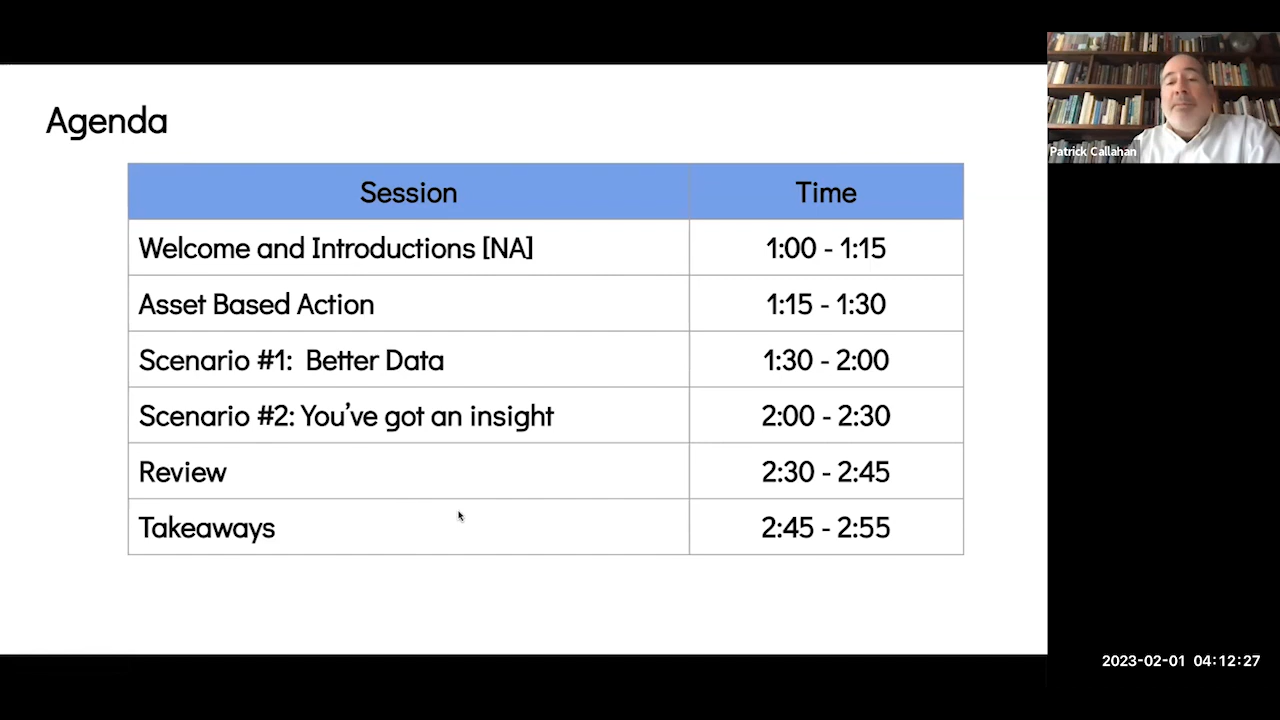 Agenda
Session Time
Welcome and Introductions [NA] 1:00 - 1:15
Asset Based Action 1:15 - 1:30
Scenario #1:  Better Data 1:30 - 2:00
Scenario #2: You've got an insight 2:00 - 2:30
Review 2:30 - 2:45
Takeaways 2:45 - 2:55
Patrick Callahan
2023-02-01 04:12:27